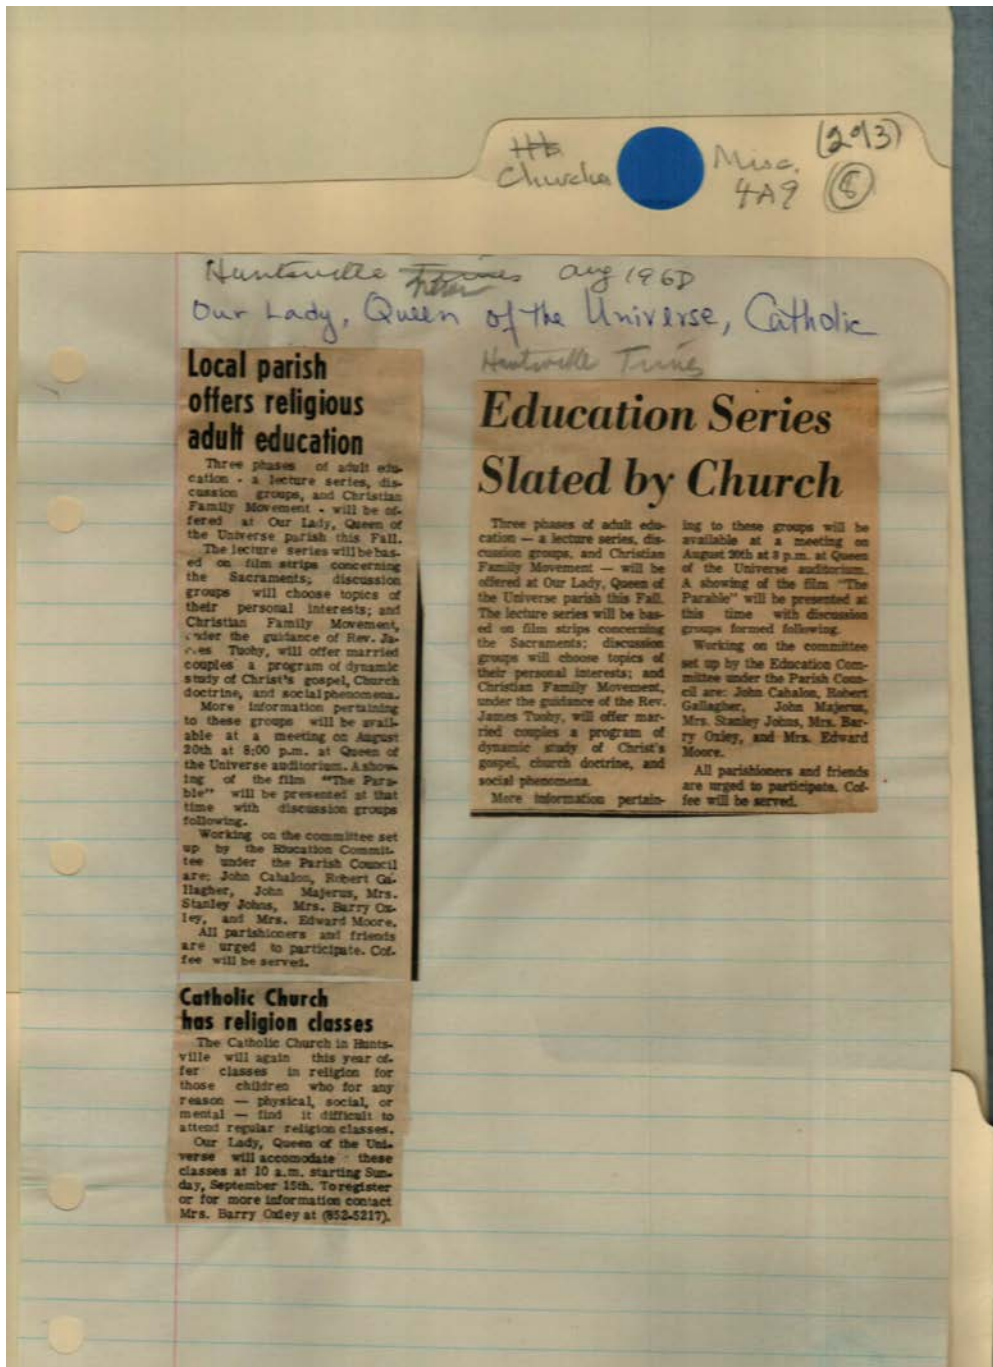 Churches
Misc.
4A9
(293)
8
Huntsville News Aug 1968
Our Lady, Queen of the Universe, Catholic
Local parish
offers religious
adult education
Three phases of adult edu-
cation - a lecture series, dis-
cussion groups, and Christian
Family Movement - will be of-
fered at Our Lady, Queen of
the Universe parish this Fall.
The lecture series will be bas-
ed on film strips concerning
the Sacraments; discussion
groups will choose topics of
their personal interests; and
Christian Family Movement,
under the guidance of Rev. Ja-
mes Tuohy, will offer married
couples a program of dynamic
study of Christ's gospel, Church
doctrine, and social phenomena.
More information pertaining
to these groups will be avail-
able at a meeting on August
20th at 8:00 p.m. at Queen of
the Universe auditorium. A show-
ing of the film "The Para-
ble" will be presented at that
time with discussion groups
following.
Working on the committee set
up by the Education Commit-
tee under the Parish Council
are: John Cahalon, Robert Ga-
llagher, John Majerus, Mrs.
Stanley Johns, Mrs. Barry Ox-
ley, and Mrs. Edward Moore.
All parishioners and friends
are urged to participate. Cof-
fee will be served.
Catholic Church
has religion classes
The Catholic Church in Hunts-
ville will again this year of-
fer classes in religion for
those children who for any
reason — physical, social, or
mental — find it difficult to
attend regular religion classes.
Our Lady, Queen of the Uni-
verse will accomodate these
classes at 10 a.m. starting Sun-
day, September 15th. To register
or for more information contact
Mrs. Barry Oxley at (852-5217).
Huntsville Times
Education Series
Slated by Church
Three phases of adult edu-
cation — a lecture series, dis-
cussion groups, and Christian
Family Movement — will be
offered at Our Lady, Queen of
the Universe parish this Fall.
The lecture series will be bas-
ed on film strips concerning
the Sacraments; discussion
groups will choose topics of
their personal interests; and
Christian Family Movement,
under the guidance of the Rev.
James Tuohy, will offer mar-
ried couples a program of
dynamic study of Christ's
gospel, church doctrine, and
social phenomena.
More information pertain-
ing to these groups will be
available at a meeting on
August 20th at 8 p.m. at Queen
of the Universe auditorium.
A showing of the film "The
Parable" will be presented at
this time with discussion
groups formed following.
Working on the committee
set up by the Education Com-
mittee under the Parish Coun-
cil are: John Cahalon, Robert
Gallagher, John Majerus,
Mrs. Stanley Johns, Mrs. Bar-
ry Oxley, and Mrs. Edward
Moore.
All parishioners and friends
are urged to participate. Cof-
fee will be served.